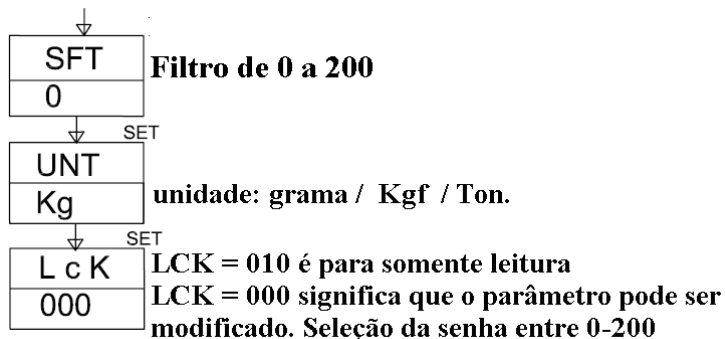 SFT
Filtro de 0 a 200
0
SET
UNT
Kg
unidade: grama / Kgf / Ton.
SET
L c K
LCK = 010 é para somente leitura
000
LCK = 000 significa que o parâmetro pode ser
modificado. Seleção da senha entre 0-200